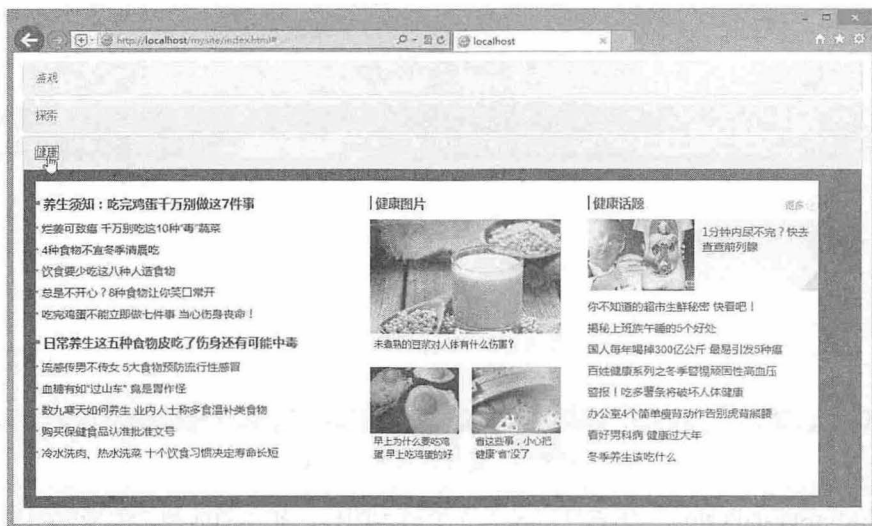 http://localhost/mysite/index.html#
localhost
探索
健康
养生须知：吃完鸡蛋千万别做这7件事
烂姜可致癌 千万别吃这10种“毒”蔬菜
4种食物不宜冬季清晨吃
饮食要少吃这八种人造食物
总是不开心？8种食物让你笑口常开
吃完鸡蛋不能立即做七件事 当心伤身丧命！
日常养生这五种食物皮吃了伤身还有可能中毒
流感传男不传女 5大食物预防流行性感冒
血糖有如“过山车” 竟是胃作怪
数九寒天如何养生 业内人士称多食温补类食物
购买保健食品认准批准文号
冷水洗肉、热水洗菜 十个饮食习惯决定寿命长短
健康图片
未煮熟的豆浆对人体有什么伤害？
早上为什么要吃鸡
蛋 早上吃鸡蛋的好
省这些事，小心把
健康“省”没了
健康话题
更多
1分钟内尿不完？快去
查查前列腺
你不知道的超市生鲜秘密 快看吧！
揭秘上班族午睡的5个好处
国人每年喝掉300亿公斤 最易引发5种癌
百姓健康系列之冬季警惕顽固性高血压
警报！吃多薯条将破坏人体健康
办公室4个简单瘦背动作告别虎背熊腰
看好男科病 健康过大年
冬季养生该吃什么